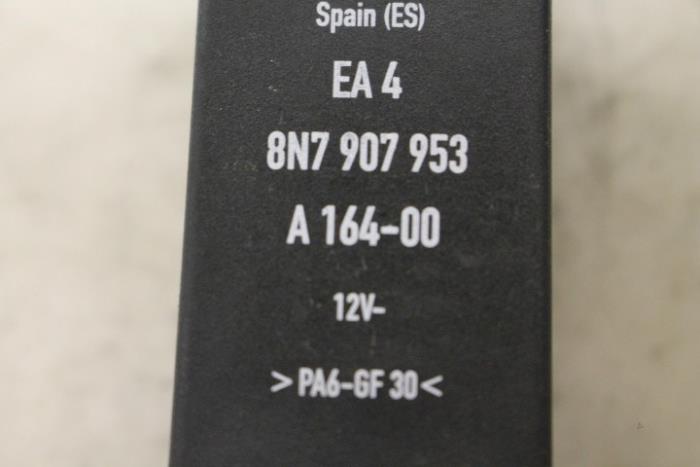 Spain (ES)
EA 4
8N7 907 953
A 164-00
12V-
>PA6-GF 30<